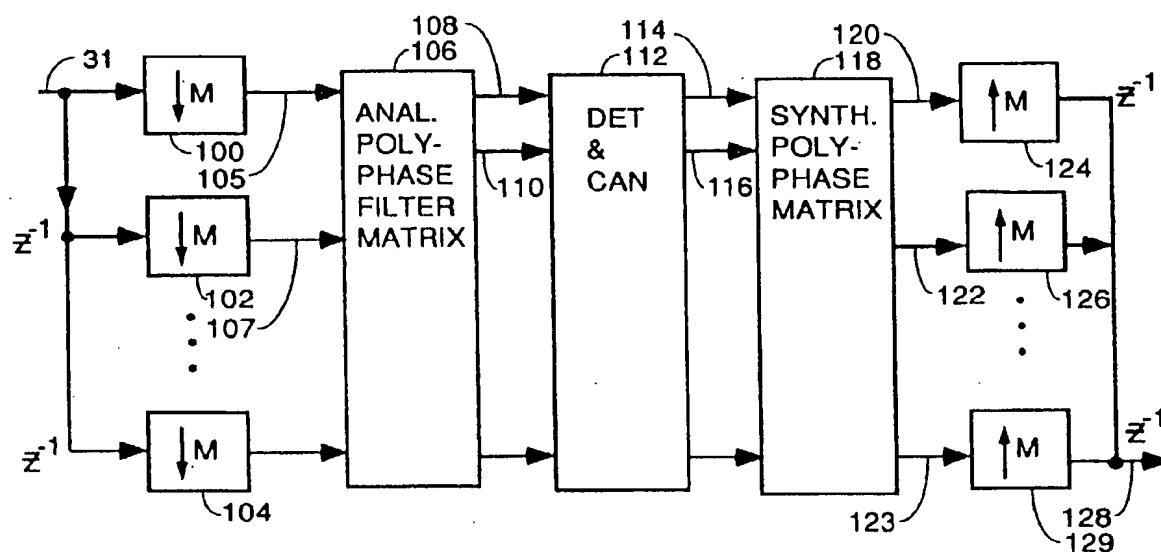 31
↓ M
100
105
z⁻¹
↓ M
102
107
z⁻¹
↓ M
104
106
ANAL.
POLY-
PHASE
FILTER
MATRIX
108
110
112
DET
&
CAN
114
116
118
SYNTH.
POLY-
PHASE
MATRIX
120
122
123
↑ M
124
z⁻¹
↑ M
126
↑ M
z⁻¹
128
129